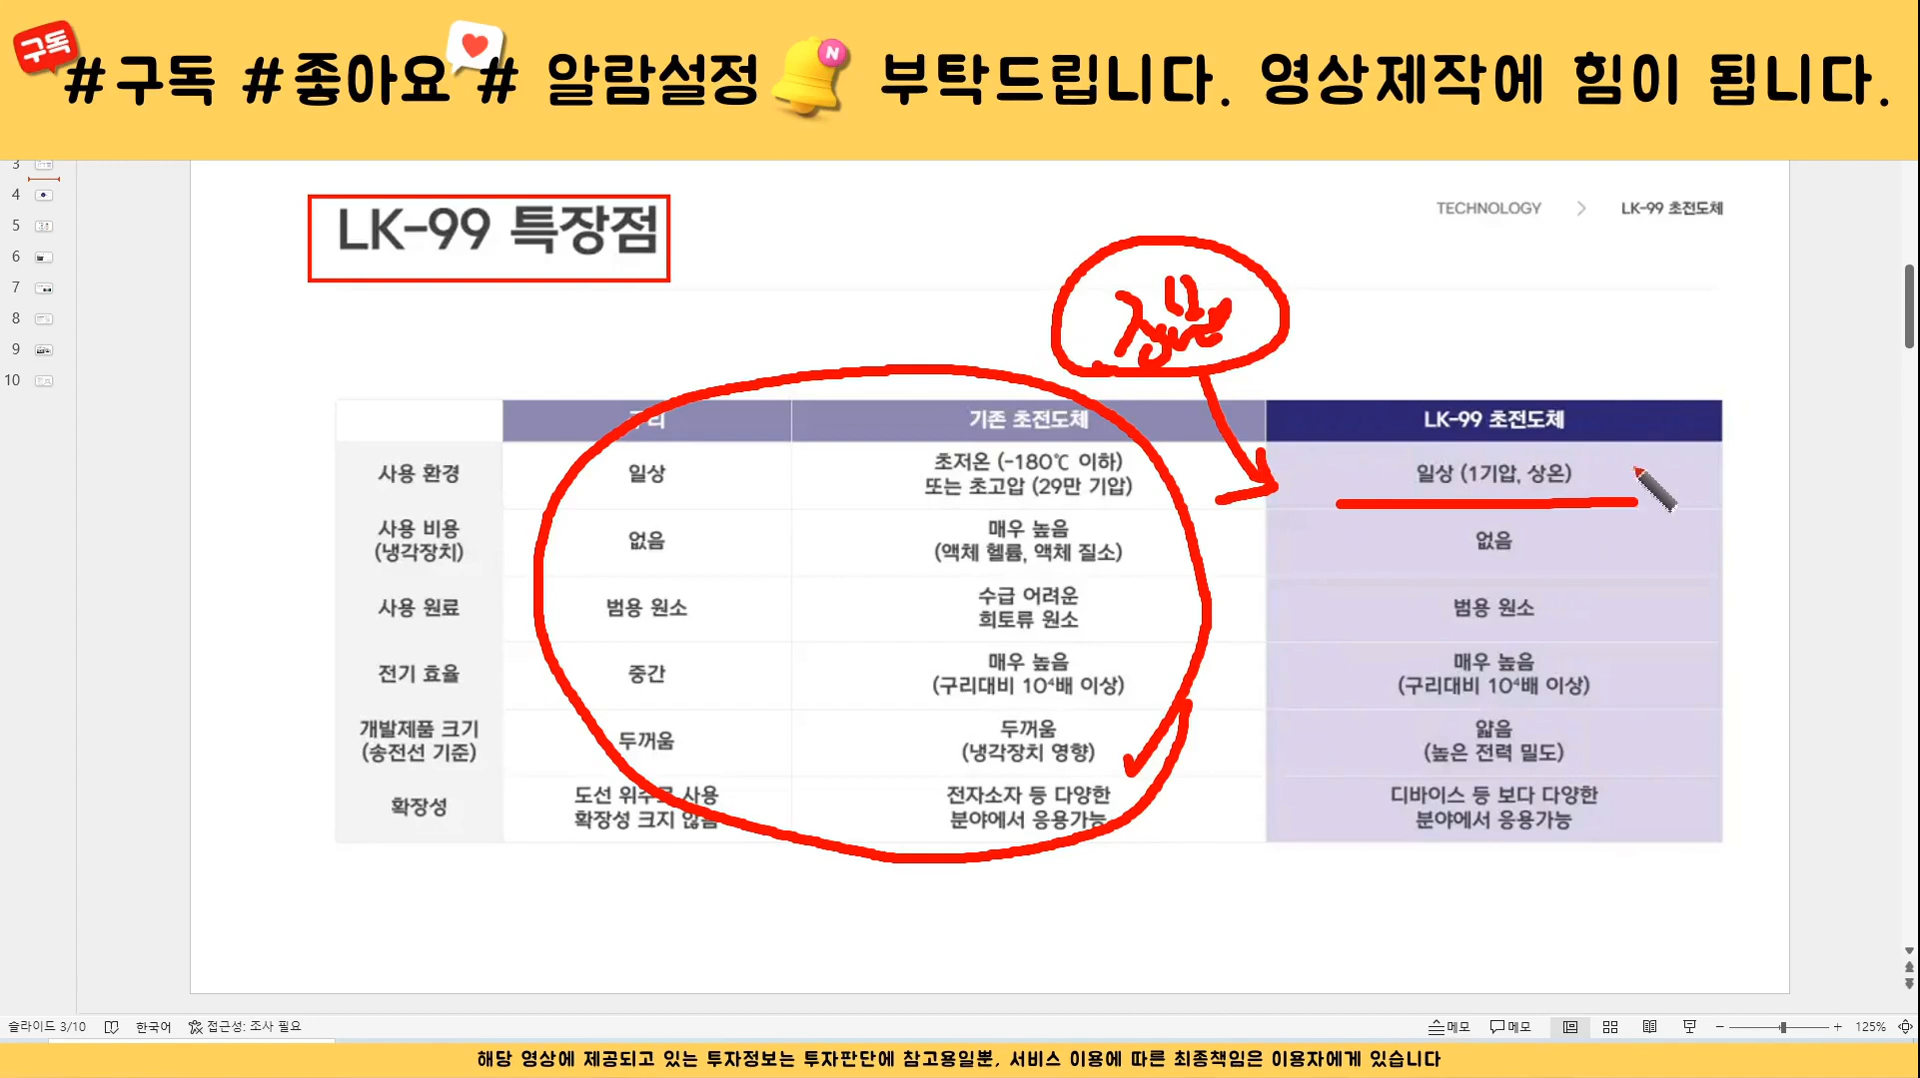 구독
#구독 #좋아요 # 알람설정 부탁드립니다. 영상제작에 힘이 됩니다.
N
3
4
5
6
7
8
9
10
LK-99 특장점
TECHNOLOGY > LK-99 초전도체
기존 초전도체 LK-99 초전도체
사용 환경 일상 초저온 (-180℃ 이하) 또는 초고압 (29만 기압) 일상 (1기압, 상온)
사용 비용 (냉각장치) 없음 매우 높음 (액체 헬륨, 액체 질소) 없음
사용 원료 범용 원소 수급 어려운 희토류 원소 범용 원소
전기 효율 중간 매우 높음 (구리대비 10⁴배 이상) 매우 높음 (구리대비 10⁴배 이상)
개발제품 크기 (송전선 기준) 두꺼움 두꺼움 (냉각장치 영향) 얇음 (높은 전력 밀도)
확장성 도선 위주로 사용 확장성 크지 않음 전자소자 등 다양한 분야에서 응용가능 디바이스 등 보다 다양한 분야에서 응용가능
슬라이드 3/10 한국어 접근성: 조사 필요 메모 메모 125%
해당 영상에 제공되고 있는 투자정보는 투자판단에 참고용일뿐, 서비스 이용에 따른 최종책임은 이용자에게 있습니다